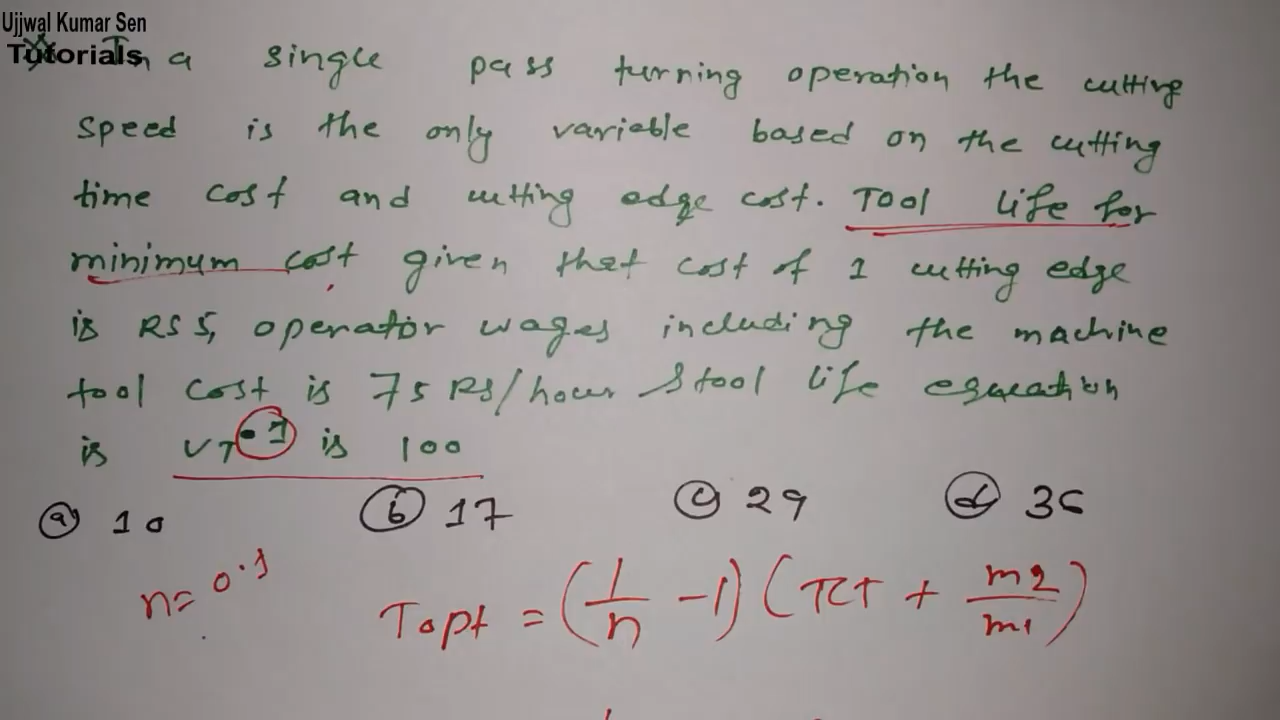 Ujjwal Kumar Sen
Tutorials
In a single pass turning operation the cutting
speed is the only variable based on the cutting
time cost and cutting edge cost. Tool life for
minimum cost given that cost of 1 cutting edge
is RS 5, operator wages including the machine
tool cost is 75 RS/hour & tool life equation
is VT^.1 is 100
(a) 10 (b) 17 (c) 29 (d) 36
n = 0.1 Topt = (1/n - 1) (TCT + m2/m1)